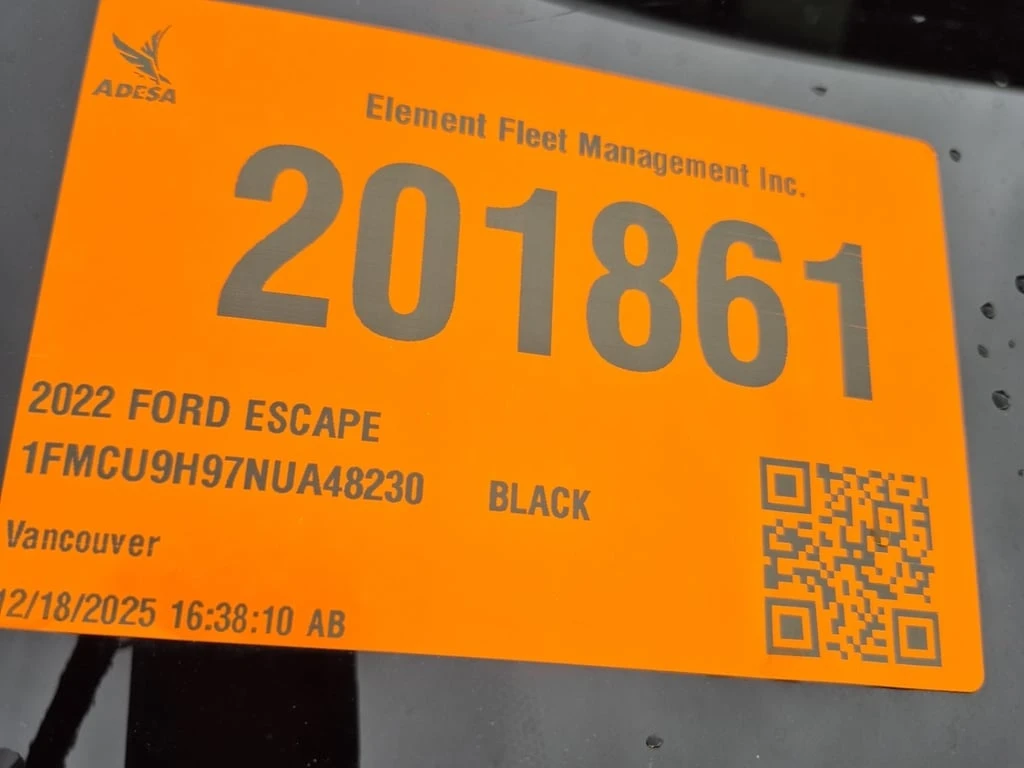 ADESA
Element Fleet Management Inc.
201861
2022 FORD ESCAPE
1FMCU9H97NUA48230 BLACK
Vancouver
12/18/2025 16:38:10 AB